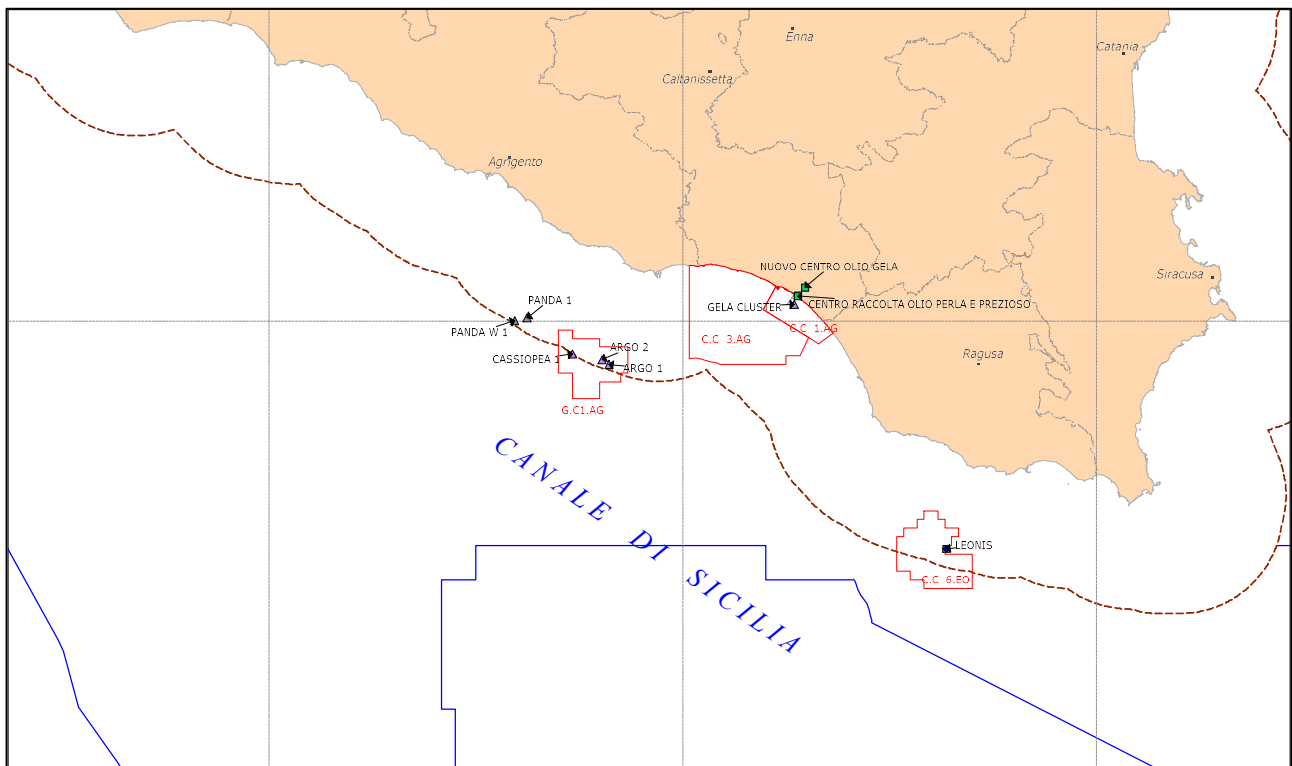 Enna
Catania
Caltanissetta
Agrigento
NUOVO CENTRO OLIO GELA
Siracusa
PANDA 1
GELA CLUSTER
CENTRO RACCOLTA OLIO PERLA E PREZIOSO
PANDA W 1
C.C 1.AG
C.C 3.AG
ARGO 2
Ragusa
CASSIOPEA 1
ARGO 1
G.C1.AG
CANALE DI SICILIA
LEONIS
C.C 6.EO